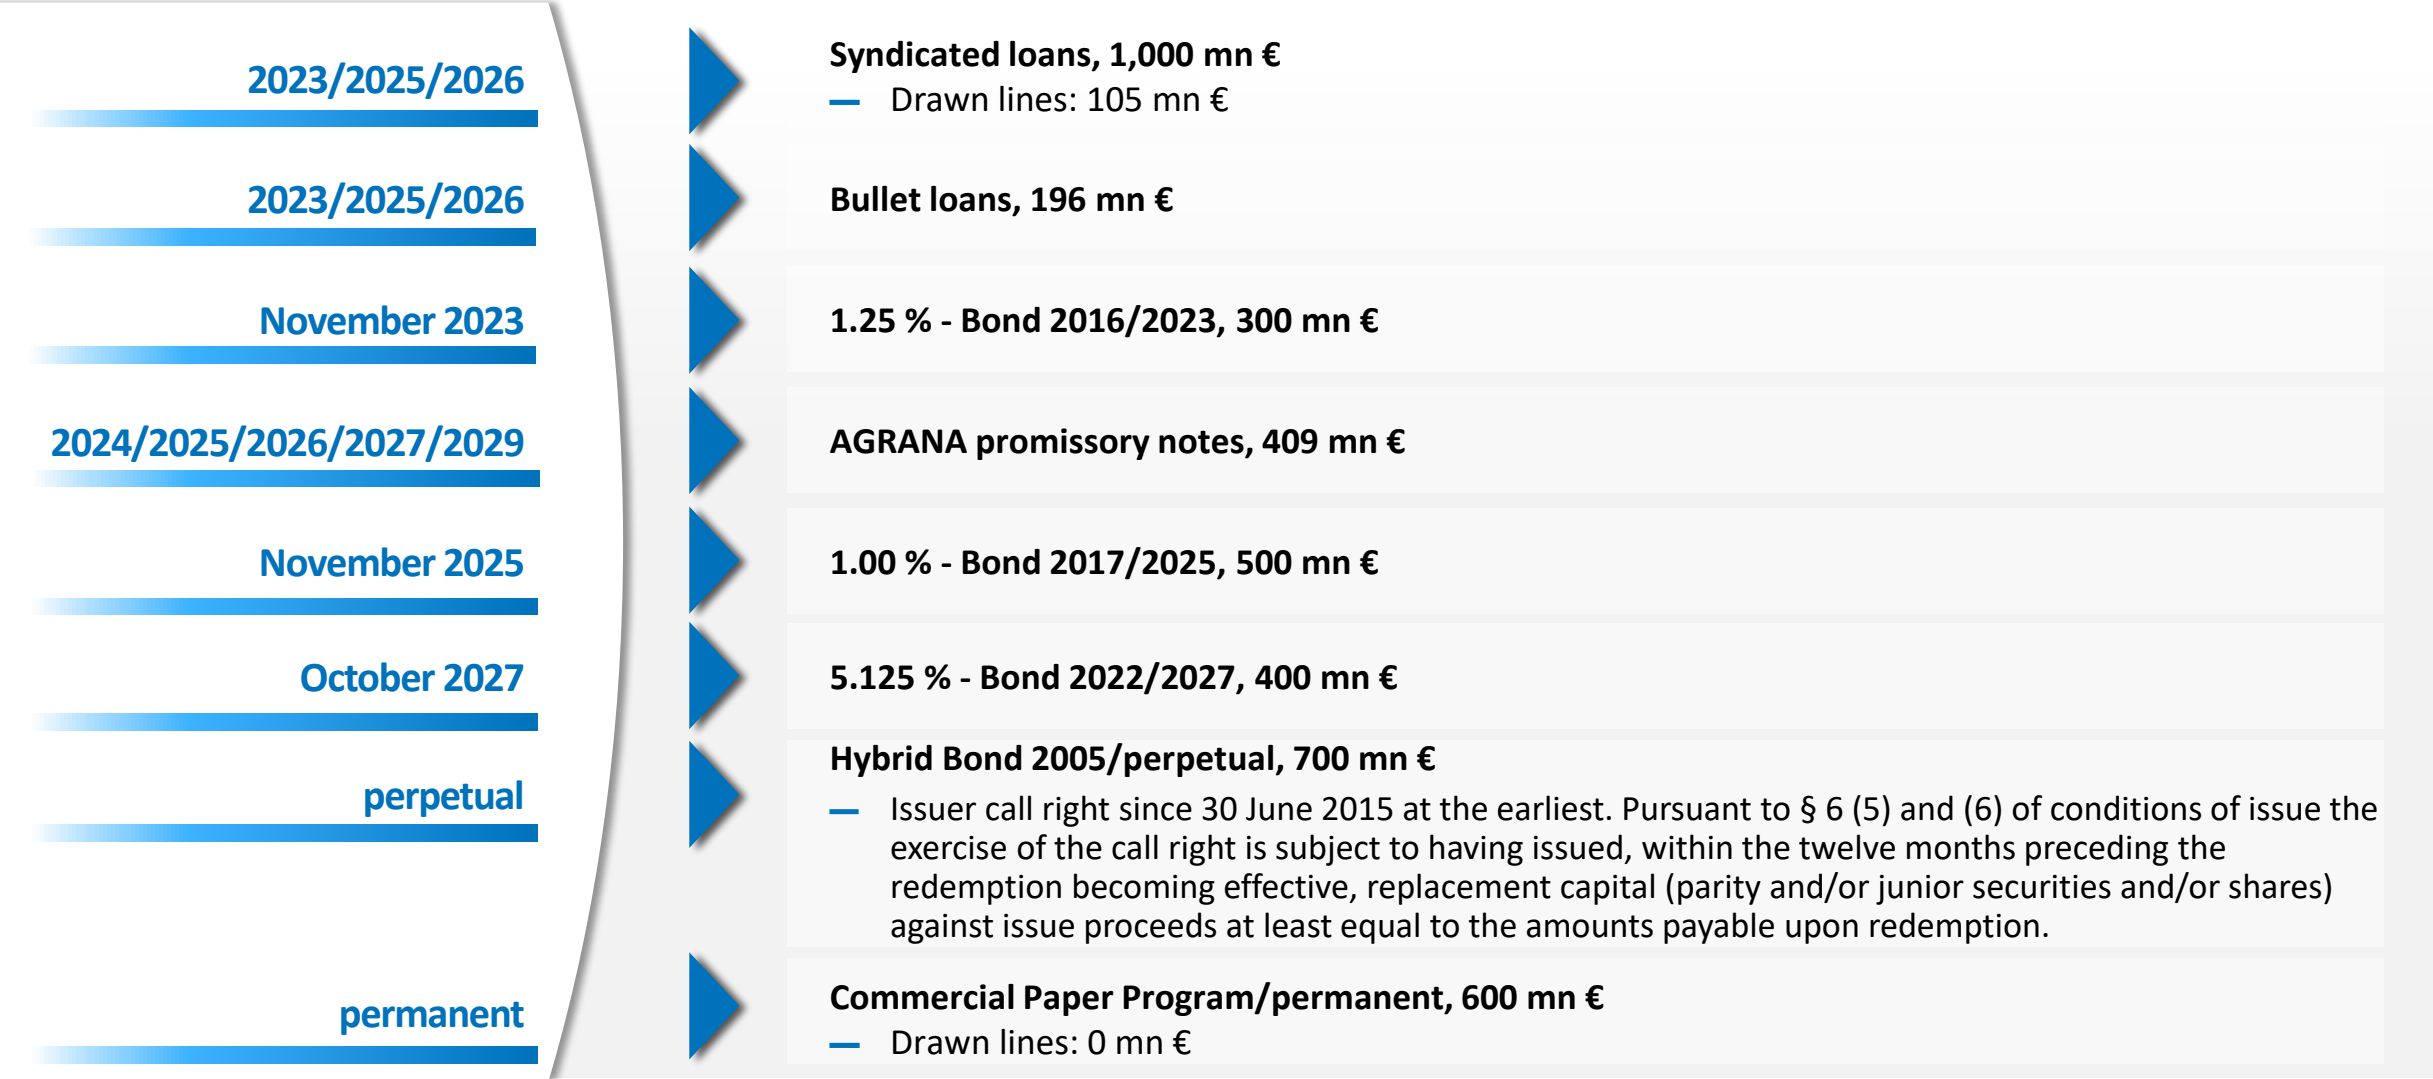 2023/2025/2026
Syndicated loans, 1,000 mn €
– Drawn lines: 105 mn €
2023/2025/2026
Bullet loans, 196 mn €
November 2023
1.25 % - Bond 2016/2023, 300 mn €
2024/2025/2026/2027/2029
AGRANA promissory notes, 409 mn €
November 2025
1.00 % - Bond 2017/2025, 500 mn €
October 2027
5.125 % - Bond 2022/2027, 400 mn €
perpetual
Hybrid Bond 2005/perpetual, 700 mn €
– Issuer call right since 30 June 2015 at the earliest. Pursuant to § 6 (5) and (6) of conditions of issue the
exercise of the call right is subject to having issued, within the twelve months preceding the
redemption becoming effective, replacement capital (parity and/or junior securities and/or shares)
against issue proceeds at least equal to the amounts payable upon redemption.
permanent
Commercial Paper Program/permanent, 600 mn €
– Drawn lines: 0 mn €